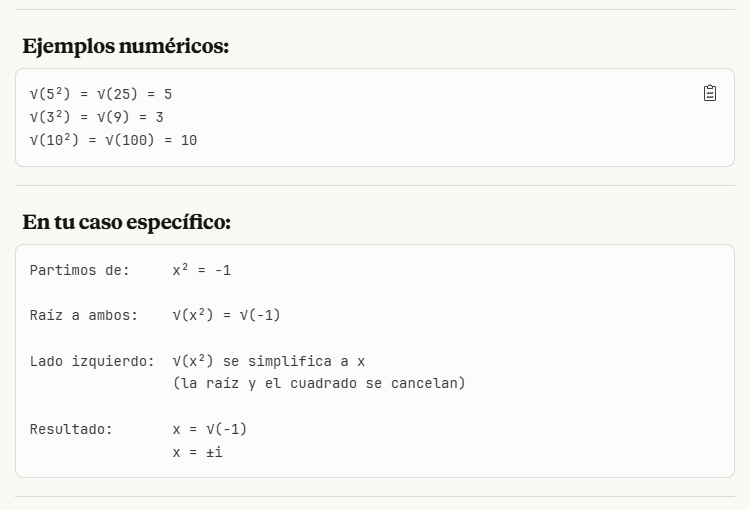 Ejemplos numéricos:
√(5²) = √(25) = 5
√(3²) = √(9) = 3
√(10²) = √(100) = 10
En tu caso específico:
Partimos de:     x² = -1
Raíz a ambos:    √(x²) = √(-1)
Lado izquierdo:  √(x²) se simplifica a x
(la raíz y el cuadrado se cancelan)
Resultado:       x = √(-1)
x = ±i